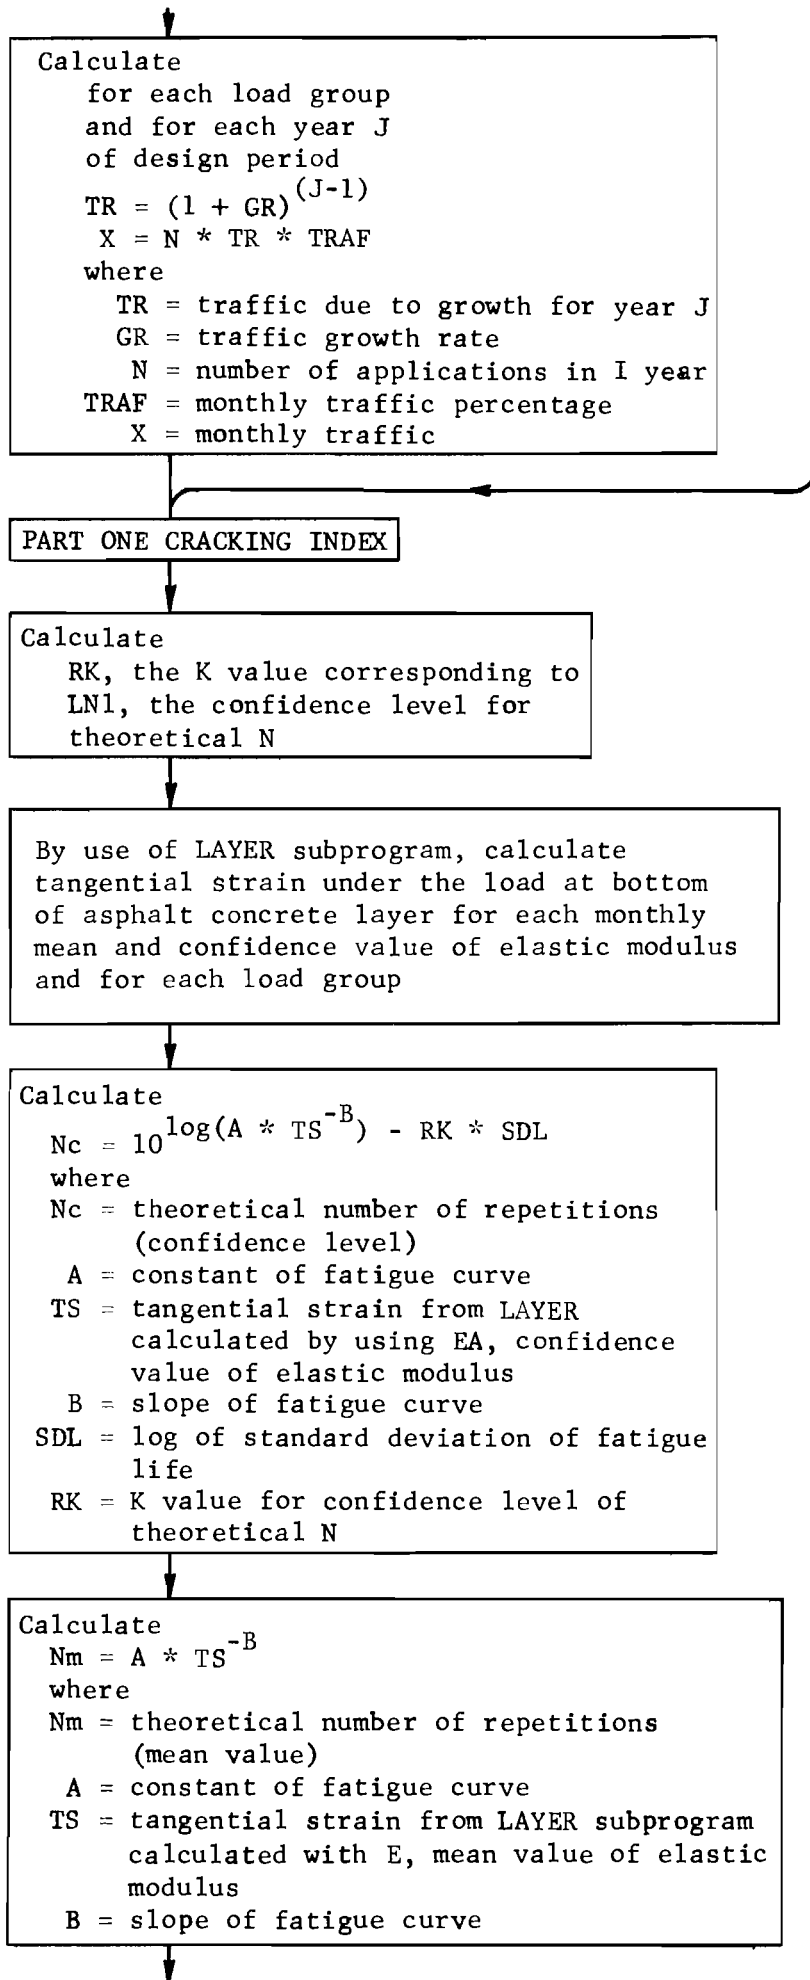 Calculate
for each load group
and for each year J
of design period
TR = (1 + GR)^(J-1)
X = N * TR * TRAF
where
TR = traffic due to growth for year J
GR = traffic growth rate
N = number of applications in I year
TRAF = monthly traffic percentage
X = monthly traffic
PART ONE CRACKING INDEX
Calculate
RK, the K value corresponding to
LN1, the confidence level for
theoretical N
By use of LAYER subprogram, calculate
tangential strain under the load at bottom
of asphalt concrete layer for each monthly
mean and confidence value of elastic modulus
and for each load group
Calculate
Nc = 10^log(A * TS^-B) - RK * SDL
where
Nc = theoretical number of repetitions
(confidence level)
A = constant of fatigue curve
TS = tangential strain from LAYER
calculated by using EA, confidence
value of elastic modulus
B = slope of fatigue curve
SDL = log of standard deviation of fatigue
life
RK = K value for confidence level of
theoretical N
Calculate
Nm = A * TS^-B
where
Nm = theoretical number of repetitions
(mean value)
A = constant of fatigue curve
TS = tangential strain from LAYER subprogram
calculated with E, mean value of elastic
modulus
B = slope of fatigue curve